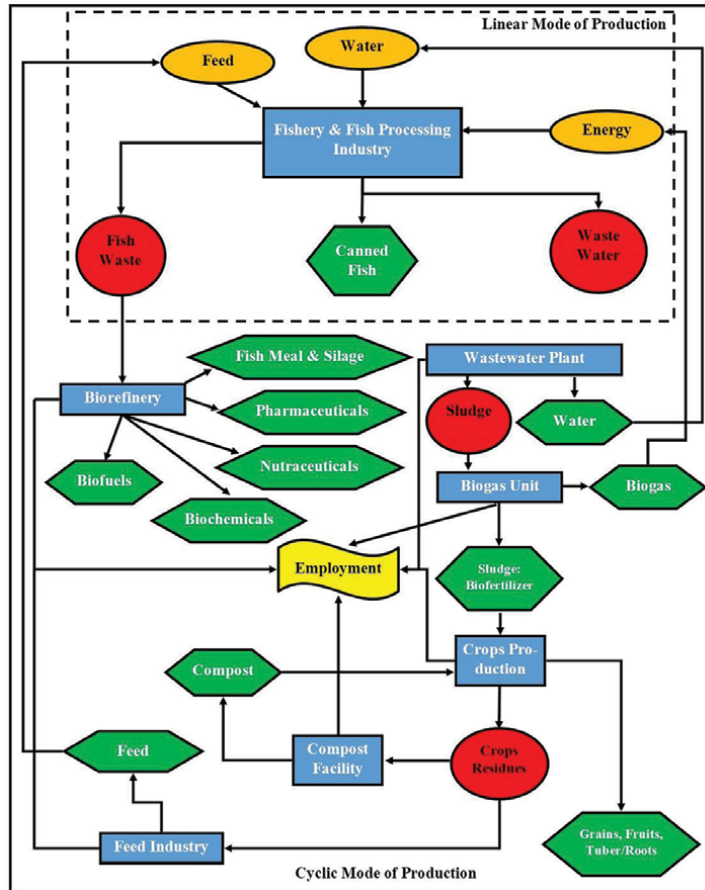 Linear Mode of Production
Water
Feed
Fishery & Fish Processing
Industry
Energy
Fish
Waste
Canned
Fish
Waste
Water
Fish Meal & Silage
Wastewater Plant
Biorefinery
Pharmaceuticals
Sludge
Water
Nutraceuticals
Biofuels
Biogas Unit
Biogas
Biochemicals
Employment
Sludge:
Biofertilizer
Compost
Crops Pro-
duction
Feed
Compost
Facility
Crops
Residues
Feed Industry
Grains, Fruits,
Tuber/Roots
Cyclic Mode of Production